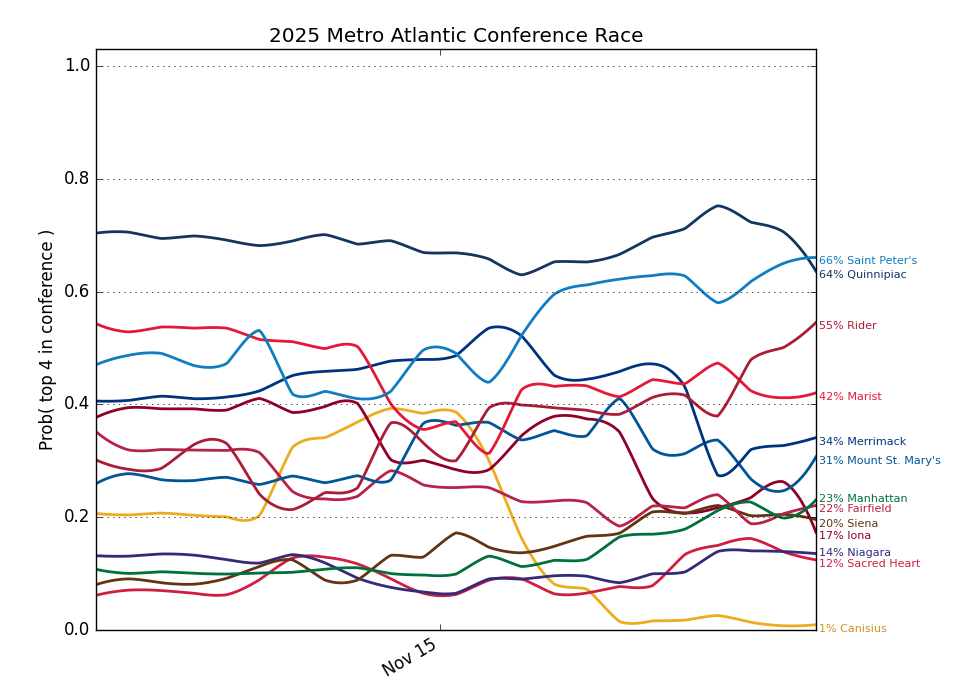 2025 Metro Atlantic Conference Race
Prob( top 4 in conference )
1.0
0.8
0.6
0.4
0.2
0.0
Nov 15
66% Saint Peter's
64% Quinnipiac
55% Rider
42% Marist
34% Merrimack
31% Mount St. Mary's
23% Manhattan
22% Fairfield
20% Siena
17% Iona
14% Niagara
12% Sacred Heart
1% Canisius